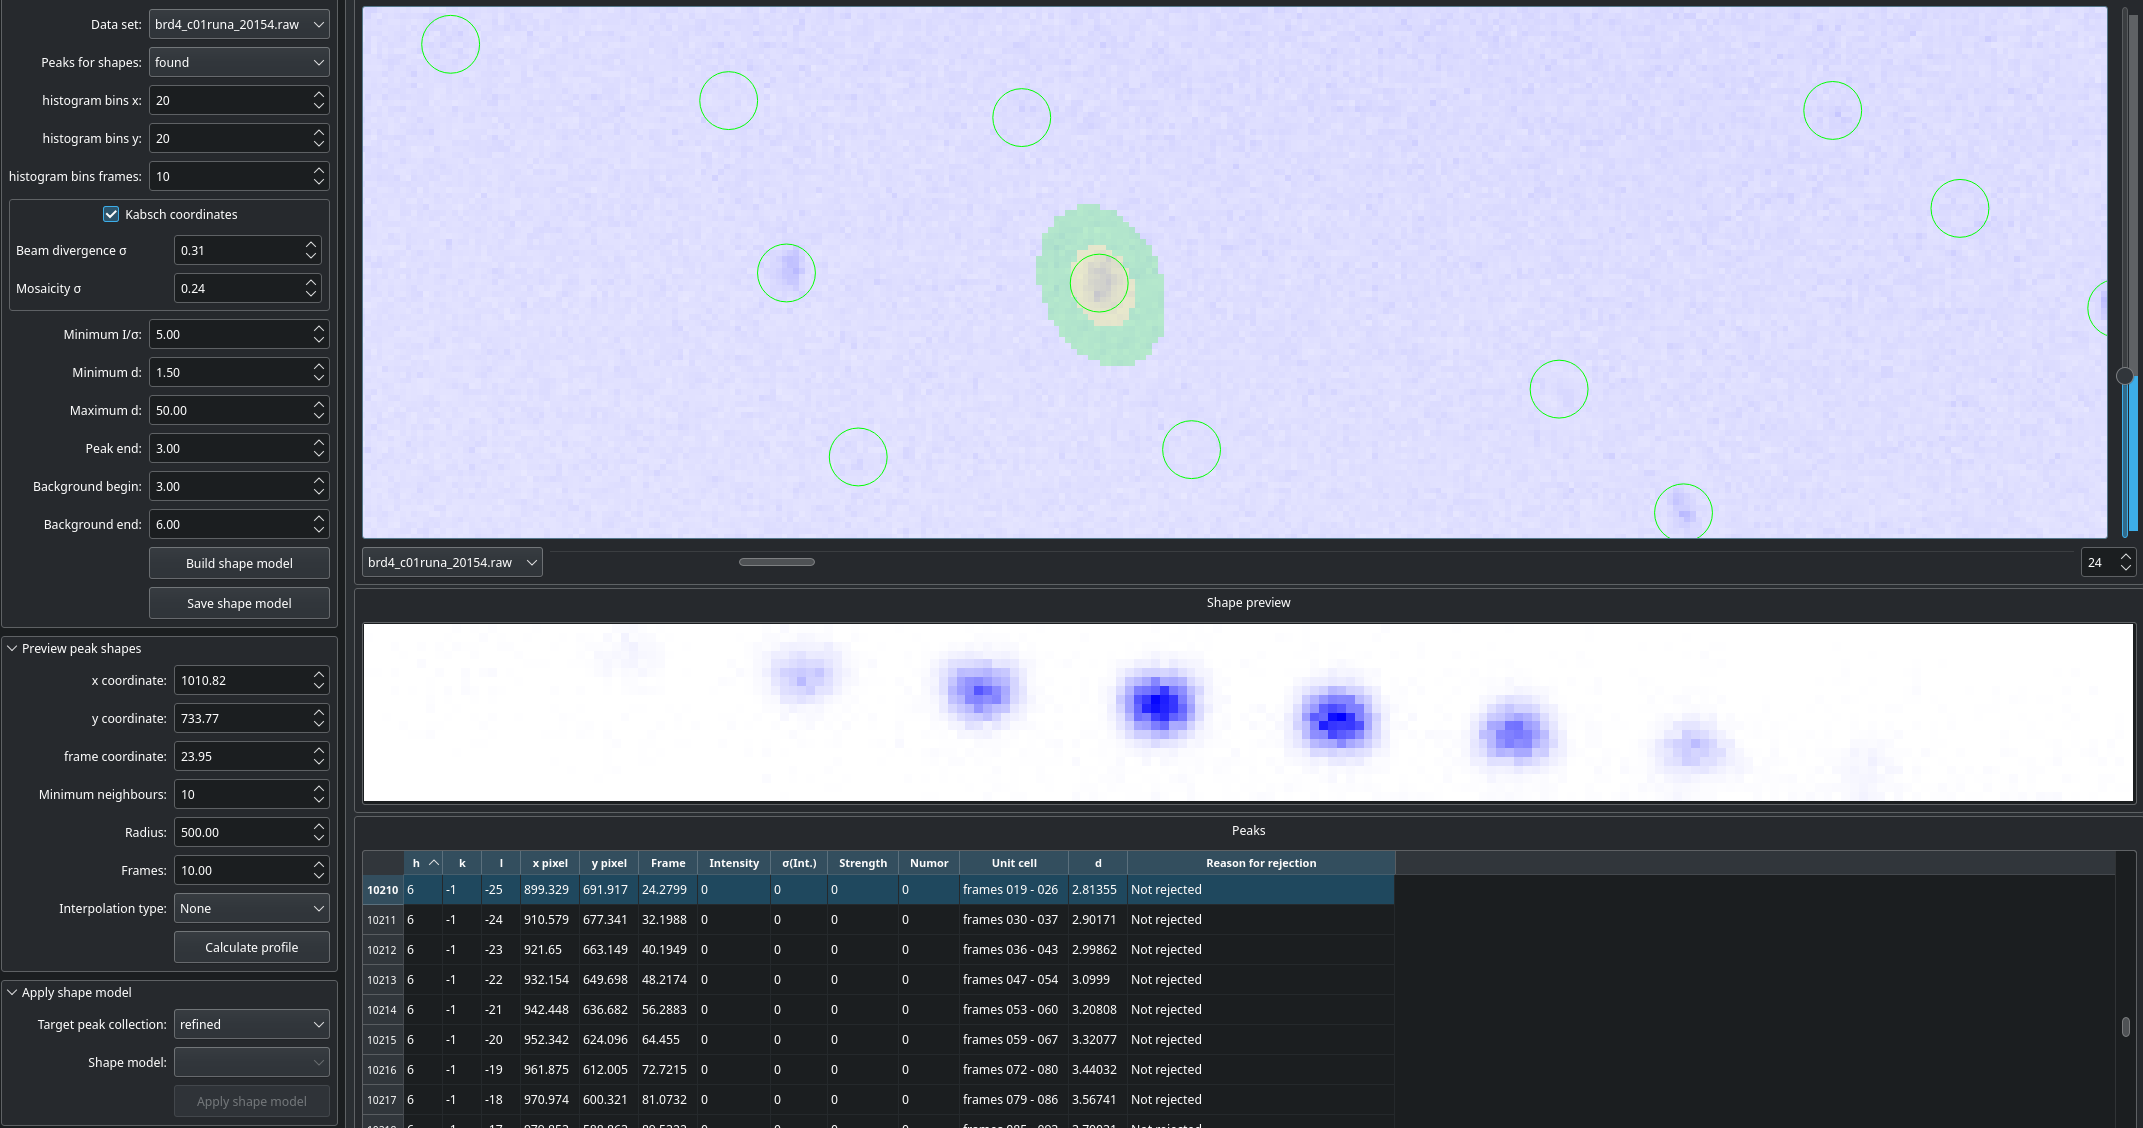 Data set: brd4_c01runa_20154.raw
Peaks for shapes: found
histogram bins x: 20
histogram bins y: 20
histogram bins frames: 10
Kabsch coordinates
Beam divergence σ 0.31
Mosaicity σ 0.24
Minimum I/σ: 5.00
Minimum d: 1.50
Maximum d: 50.00
Peak end: 3.00
Background begin: 3.00
Background end: 6.00
Build shape model
Save shape model
Preview peak shapes
x coordinate: 1010.82
y coordinate: 733.77
frame coordinate: 23.95
Minimum neighbours: 10
Radius: 500.00
Frames: 10.00
Interpolation type: None
Calculate profile
Apply shape model
Target peak collection: refined
Shape model:
Apply shape model
brd4_c01runa_20154.raw 24
Shape preview
Peaks
h k l x pixel y pixel Frame Intensity σ(Int.) Strength Numor Unit cell d Reason for rejection
10210 6 -1 -25 899.329 691.917 24.2799 0 0 0 0 frames 019 - 026 2.81355 Not rejected
10211 6 -1 -24 910.579 677.341 32.1988 0 0 0 0 frames 030 - 037 2.90171 Not rejected
10212 6 -1 -23 921.65 663.149 40.1949 0 0 0 0 frames 036 - 043 2.99862 Not rejected
10213 6 -1 -22 932.154 649.698 48.2174 0 0 0 0 frames 047 - 054 3.0999 Not rejected
10214 6 -1 -21 942.448 636.682 56.2883 0 0 0 0 frames 053 - 060 3.20808 Not rejected
10215 6 -1 -20 952.342 624.096 64.455 0 0 0 0 frames 059 - 067 3.32077 Not rejected
10216 6 -1 -19 961.875 612.005 72.7215 0 0 0 0 frames 072 - 080 3.44032 Not rejected
10217 6 -1 -18 970.974 600.321 81.0732 0 0 0 0 frames 079 - 086 3.56741 Not rejected